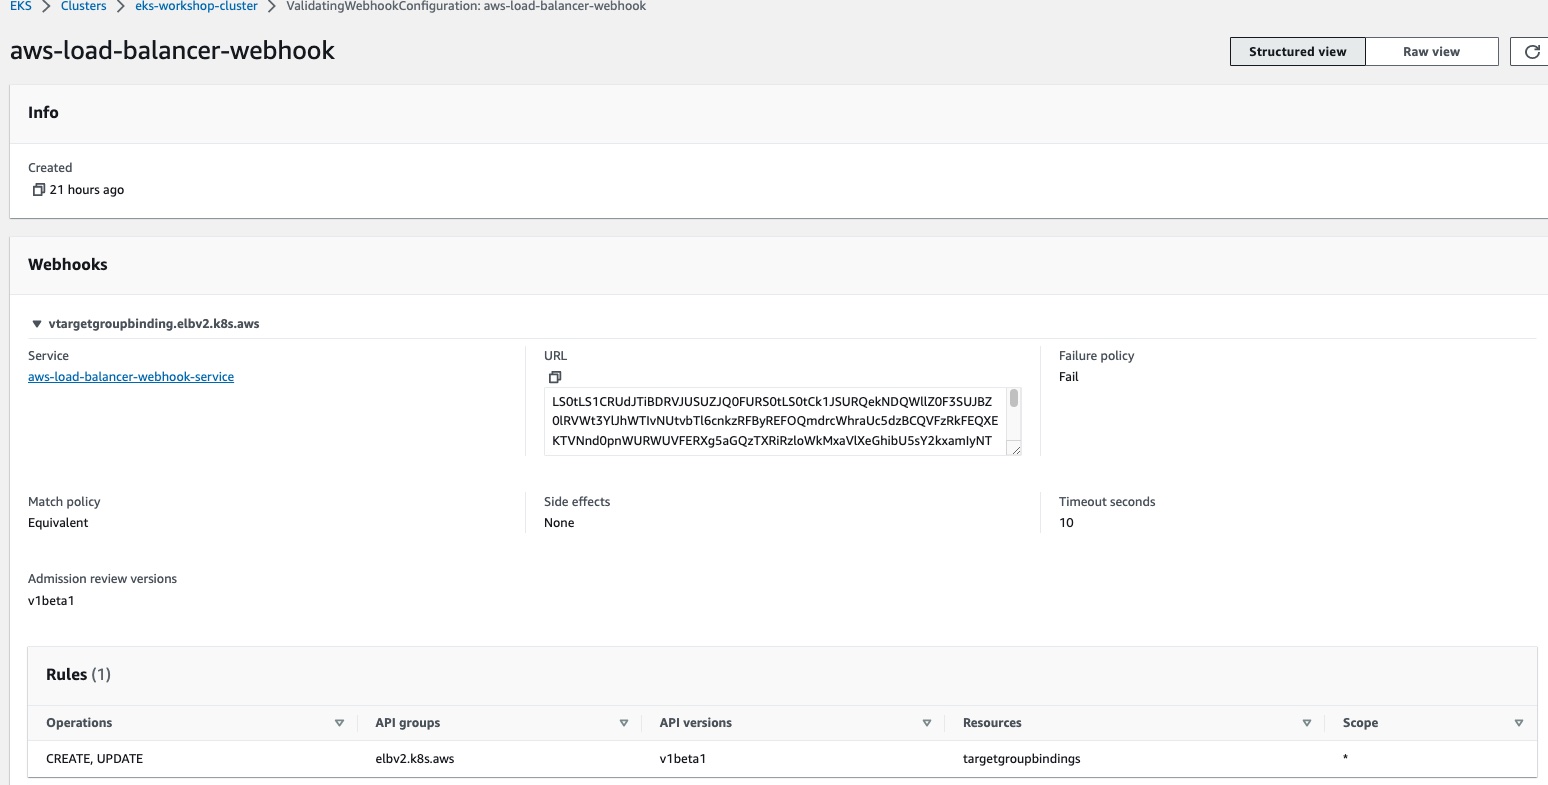 EKS > Clusters > eks-workshop-cluster > ValidatingWebhookConfiguration: aws-load-balancer-webhook
aws-load-balancer-webhook
Structured view Raw view
Info
Created
21 hours ago
Webhooks
▼ vtargetgroupbinding.elbv2.k8s.aws
Service URL Failure policy
aws-load-balancer-webhook-service Fail
LS0tLS1CRUdJTiBDRVJUSUZJQ0FURS0tLS0tCk1JSURQekNDQWllZ0F3SUJBZ
0lRVWt3YlJhWTIvNUtvbTl6cnkzRFByREFOQmdrcWhraUc5dzBCQVFzRkFEQXE
KTVNnd0pnWURWUVFERXg5aGQzTXRiRzloWkMxaVlXeGhibU5sY2kxamIyNT
Match policy Side effects Timeout seconds
Equivalent None 10
Admission review versions
v1beta1
Rules (1)
Operations API groups API versions Resources Scope
CREATE, UPDATE elbv2.k8s.aws v1beta1 targetgroupbindings *